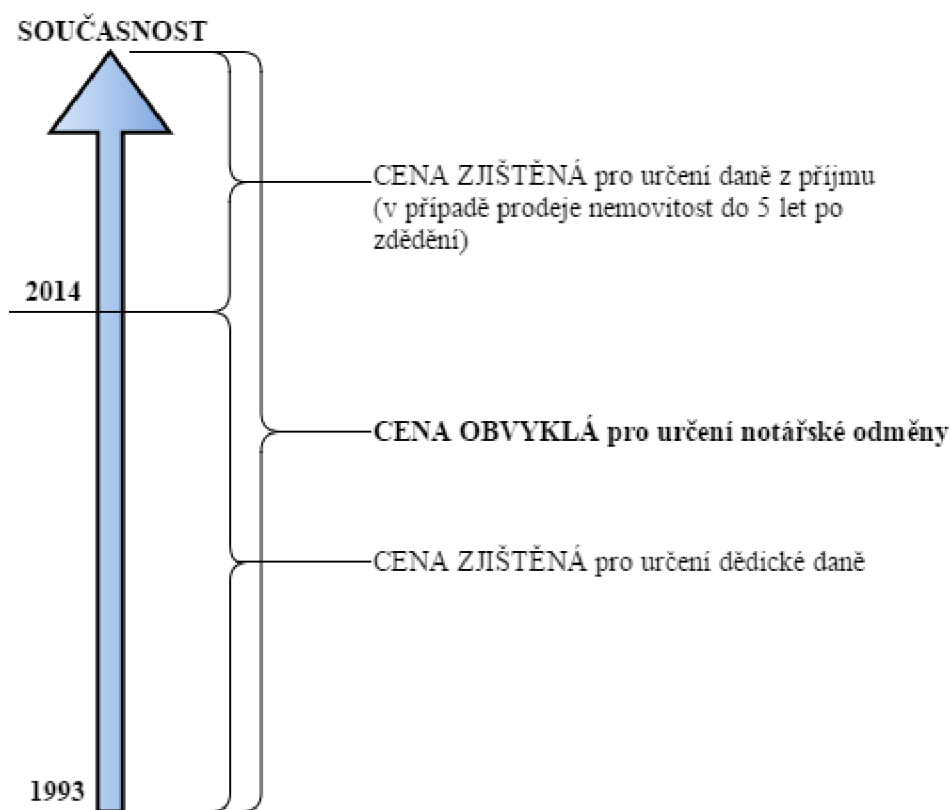 SOUČASNOST
CENA ZJIŠTĚNÁ pro určení daně z příjmu
(v případě prodeje nemovitost do 5 let po
zdědění)
2014
CENA OBVYKLÁ pro určení notářské odměny
CENA ZJIŠTĚNÁ pro určení dědické daně
1993